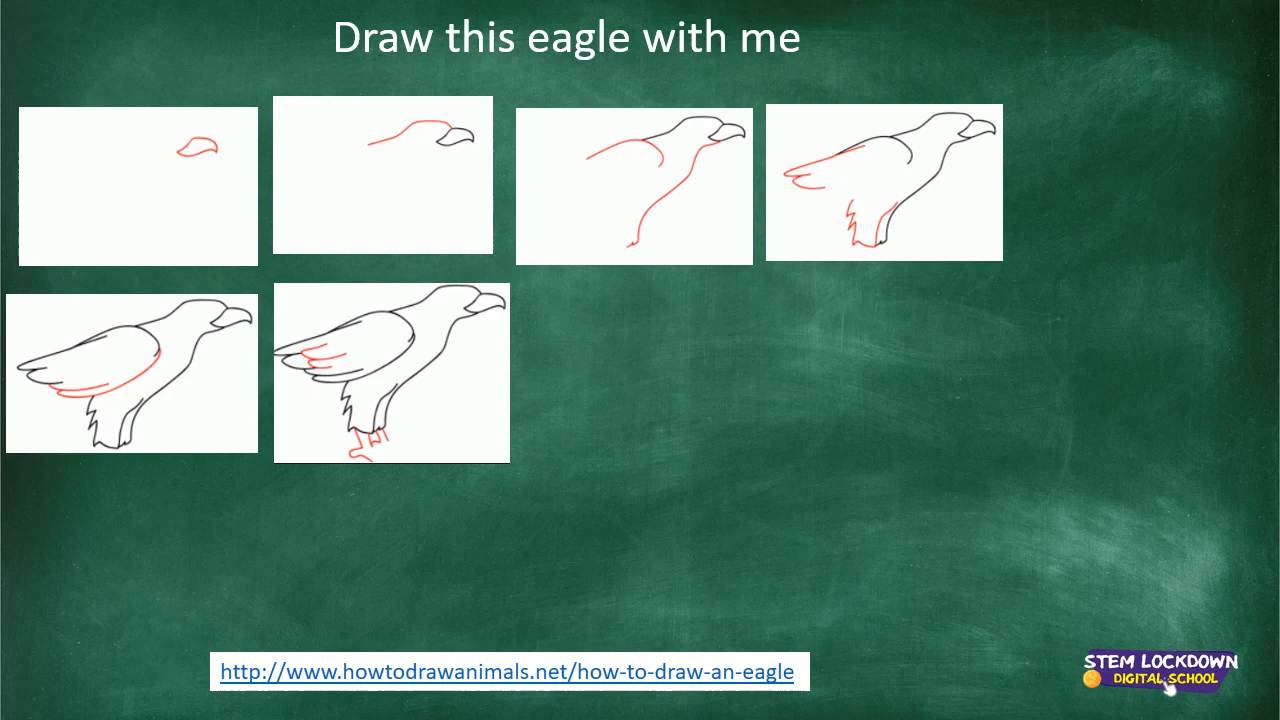 Draw this eagle with me
http://www.howtodrawanimals.net/how-to-draw-an-eagle
STEM LOCKDOWN
DIGITAL SCHOOL